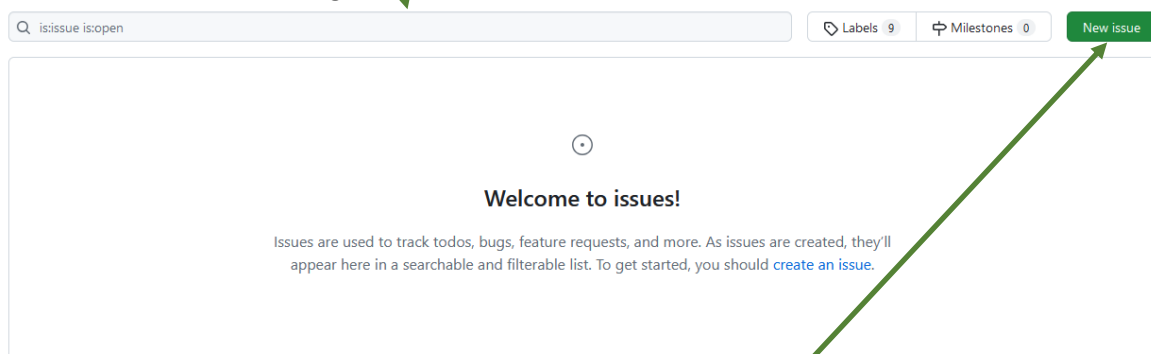 is:issue is:open
Labels 9
Milestones 0
New issue
Welcome to issues!
Issues are used to track todos, bugs, feature requests, and more. As issues are created, they'll
appear here in a searchable and filterable list. To get started, you should create an issue.